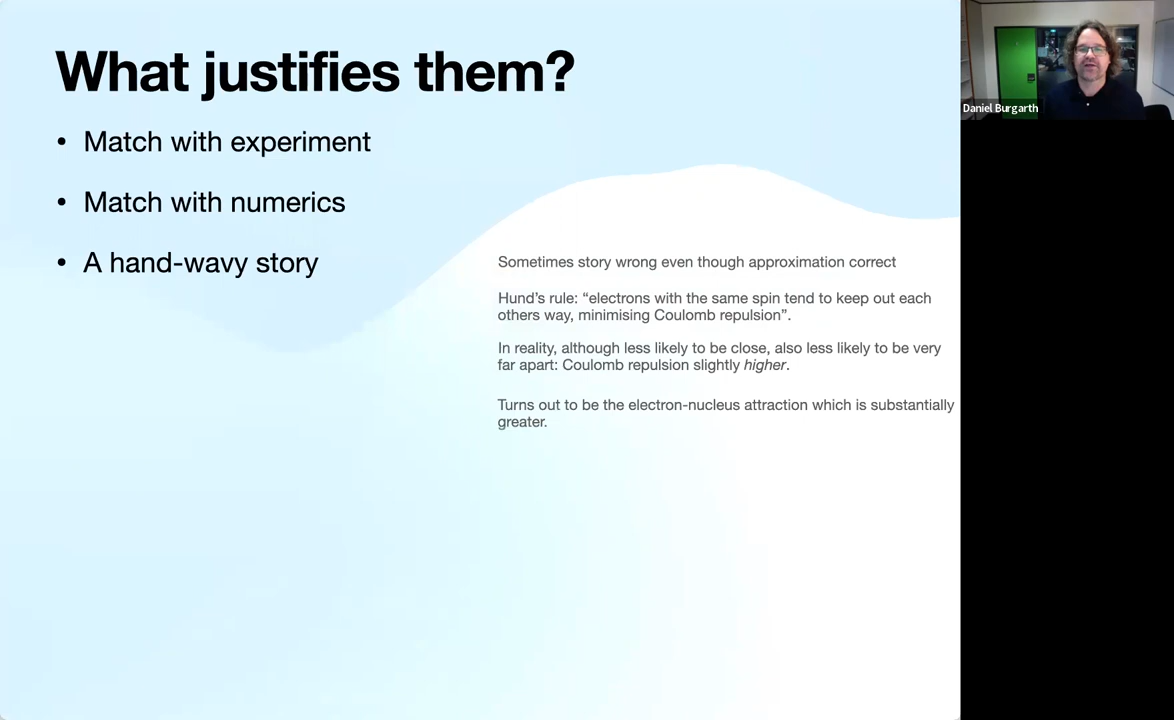 What justifies them?
• Match with experiment
• Match with numerics
• A hand-wavy story
Sometimes story wrong even though approximation correct
Hund’s rule: “electrons with the same spin tend to keep out each
others way, minimising Coulomb repulsion”.
In reality, although less likely to be close, also less likely to be very
far apart: Coulomb repulsion slightly higher.
Turns out to be the electron-nucleus attraction which is substantially
greater.
Daniel Burgarth